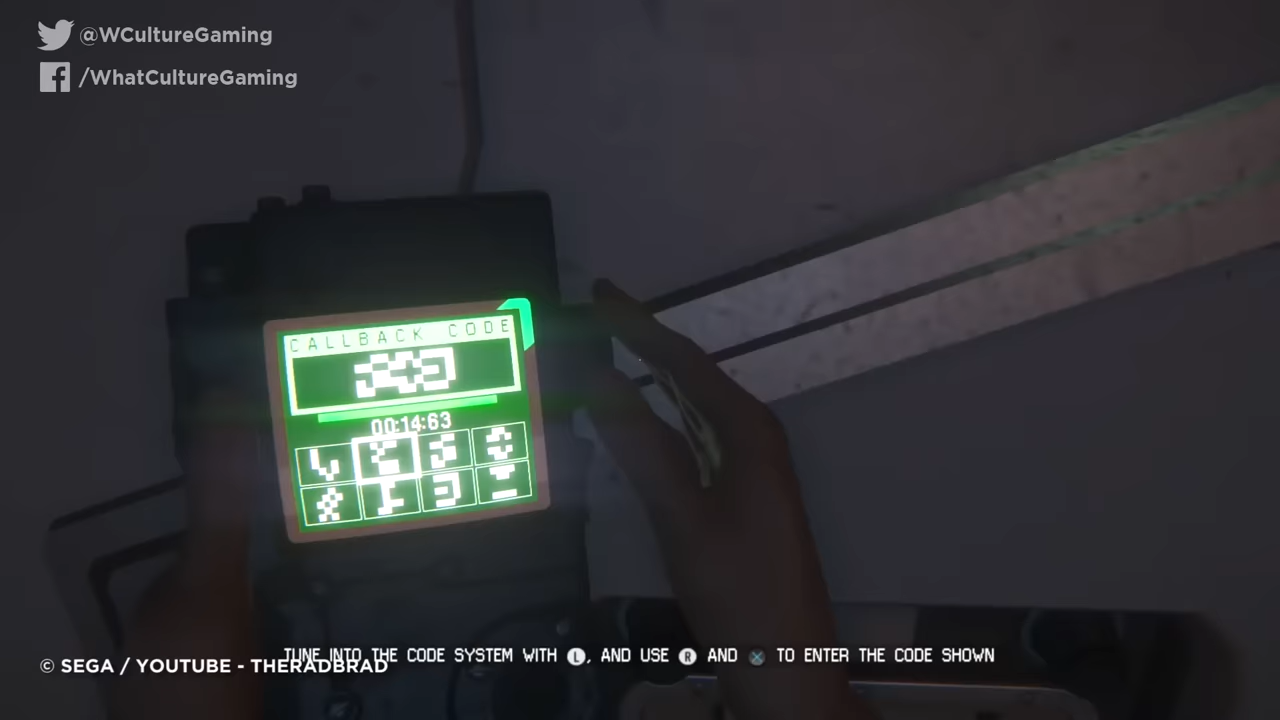 @WCultureGaming
/WhatCultureGaming
CALLBACK CODE
00:14:63
TUNE INTO THE CODE SYSTEM WITH L, AND USE R AND X TO ENTER THE CODE SHOWN
© SEGA / YOUTUBE - THERADBRAD